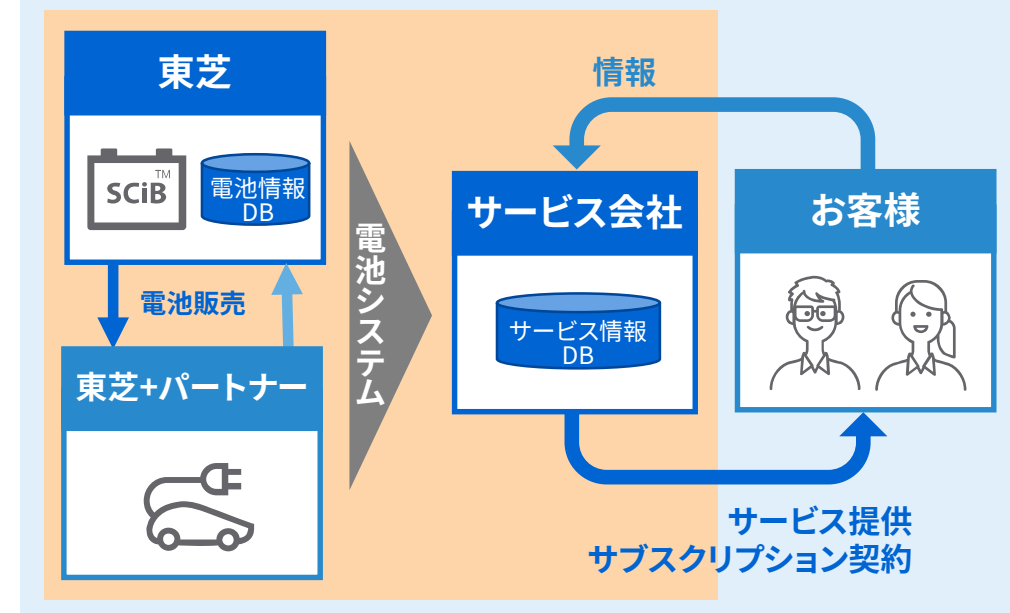 東芝
SCiB
TM
電池情報
DB
電池販売
東芝+パートナー
電池システム
情報
サービス会社
サービス情報
DB
お客様
サービス提供
サブスクリプション契約